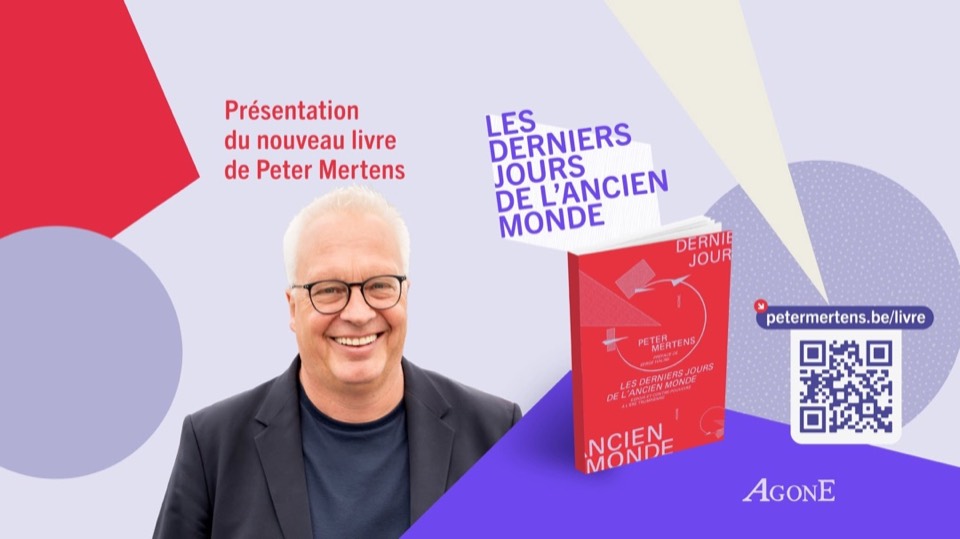 Présentation
du nouveau livre
de Peter Mertens
LES
DERNIERS
JOURS
DE L'ANCIEN
MONDE
DERNIE
JOUR
PETER
MERTENS
LES DERNIERS JOURS
DE L'ANCIEN MONDE
ANCIEN
MONDE
petermertens.be/livre
AGONE